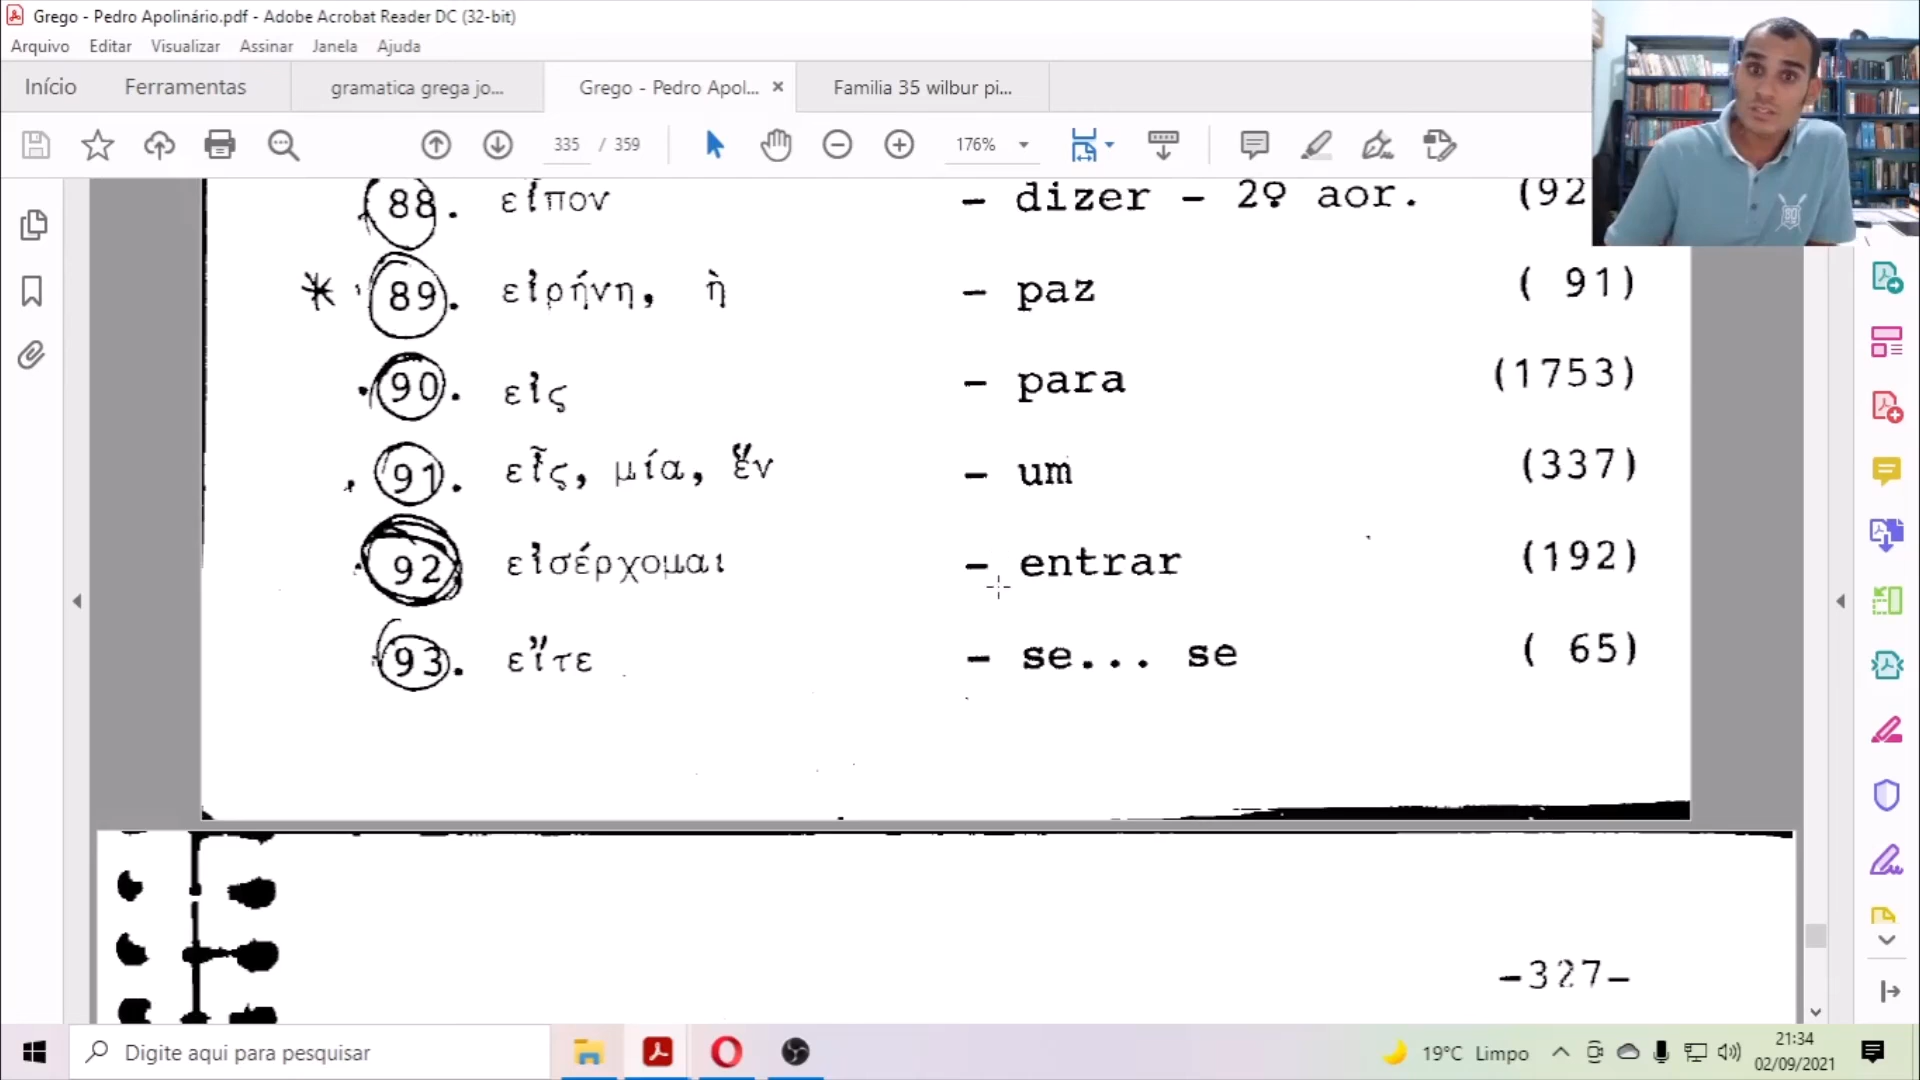 Grego - Pedro Apolinário.pdf - Adobe Acrobat Reader DC (32-bit)
Arquivo Editar Visualizar Assinar Janela Ajuda
Início Ferramentas gramatica grega jo... Grego - Pedro Apol... × Familia 35 wilbur pi...
335 / 359 176%
88. εἶπον - dizer - 2º aor. (92
* 89. εἰρήνη, ἡ - paz ( 91)
90. εἰς - para (1753)
91. εἷς, μία, ἕν - um (337)
92 εἰσέρχομαι - entrar (192)
93. εἴτε - se... se ( 65)
-327-
Digite aqui para pesquisar 19°C Limpo 21:34
02/09/2021